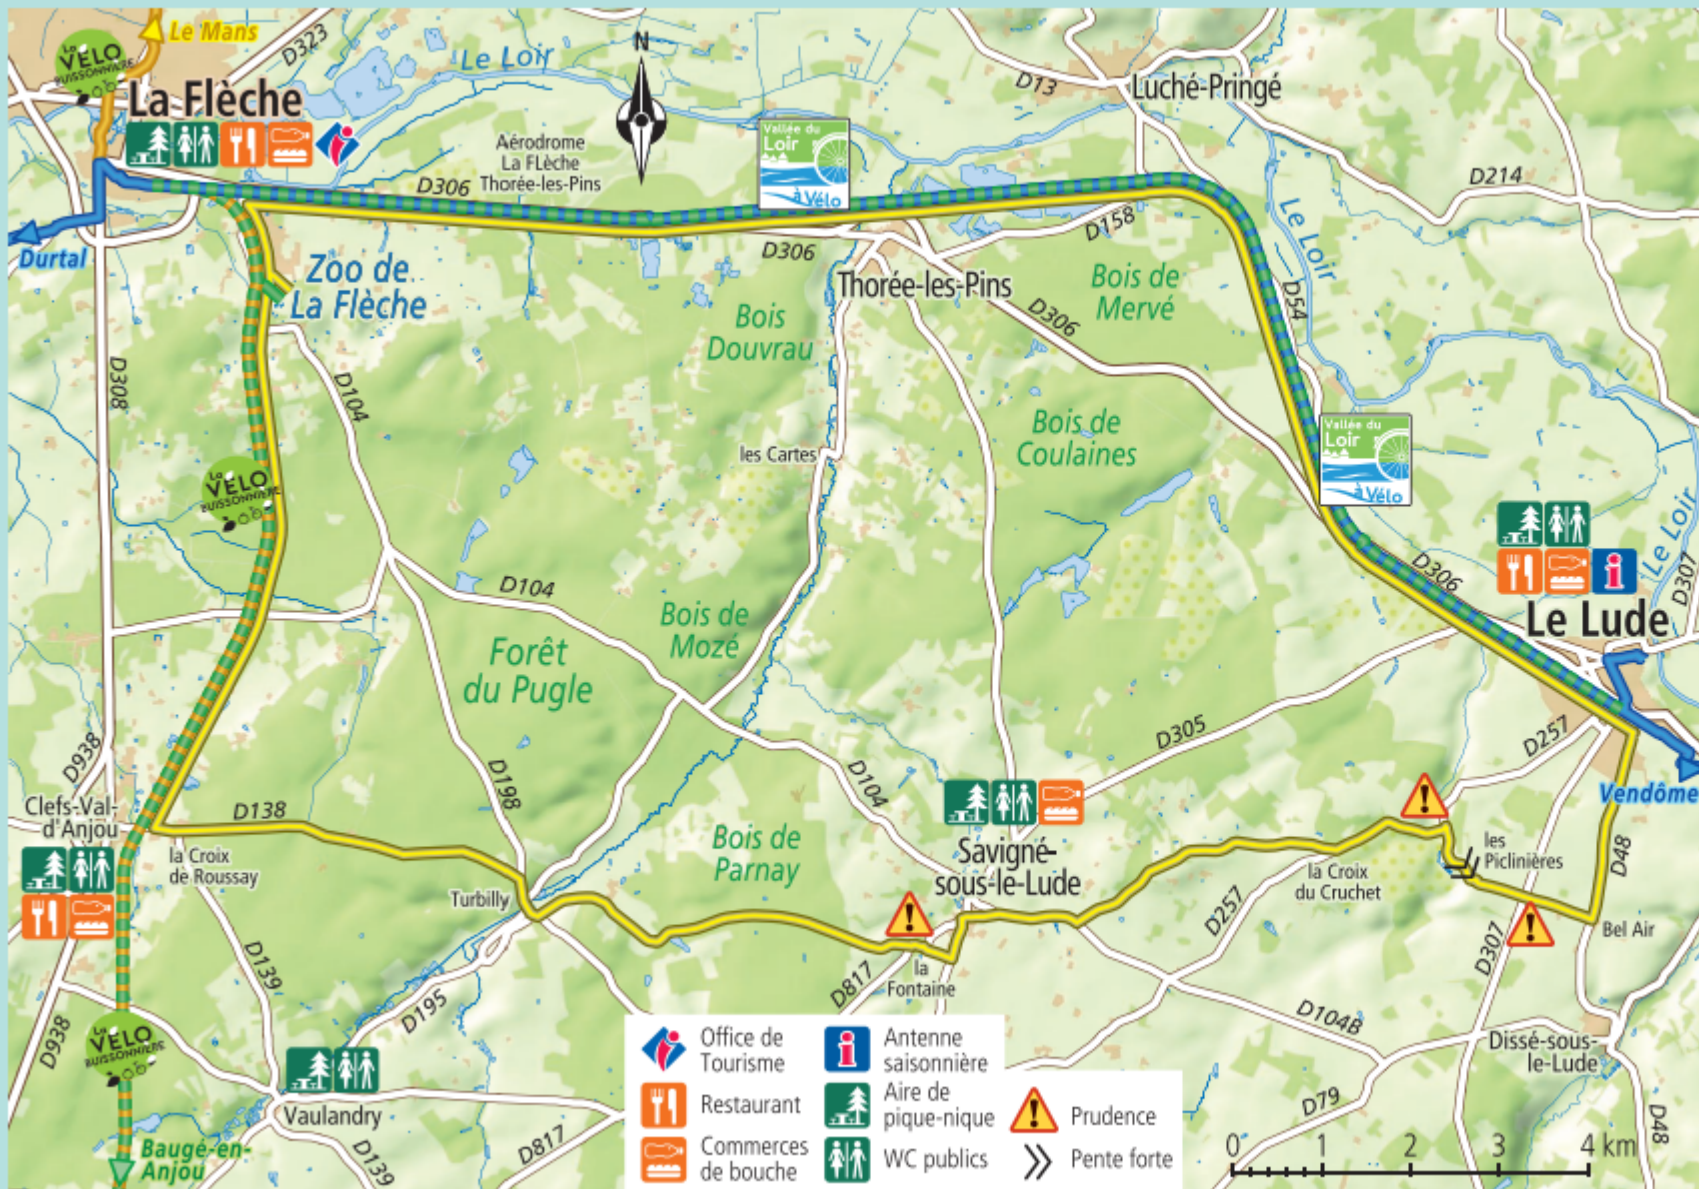 Le Mans
La
VÉLO
BUISSONNIÈRE
D323
Le Loir
N
D13
Luché-Pringé
La Flèche
Aérodrome
La FLèche
Thorée-les-Pins
Vallée du
Loir
à Vélo
D306
D214
Durtal
D306
D158
Le Loir
Zoo de
La Flèche
Thorée-les-Pins
Bois de
Mervé
D54
Bois
Douvrau
D306
D308
D104
les Cartes
Bois de
Coulaines
Vallée du
Loir
à Vélo
La
VÉLO
BUISSONNIÈRE
Le Loir
D307
D306
D104
Bois de
Mozé
Le Lude
Forêt
du Pugle
D305
D257
D938
D198
D104
Vendôme
Clefs-Val-
d'Anjou
D138
la Croix
de Roussay
Bois de
Parnay
Savigné-
sous-le-Lude
la Croix
du Cruchet
les
Piclinières
D48
Turbilly
D257
Bel Air
D139
D817
la
Fontaine
D307
D195
D938
La
VÉLO
BUISSONNIÈRE
D104B
Dissé-sous-
le-Lude
Vaulandry
D79
D48
Baugé-en-
Anjou
D139
D817
Office de
Tourisme
Antenne
saisonnière
Restaurant
Aire de
pique-nique
Prudence
Commerces
de bouche
WC publics
Pente forte
0 1 2 3 4 km